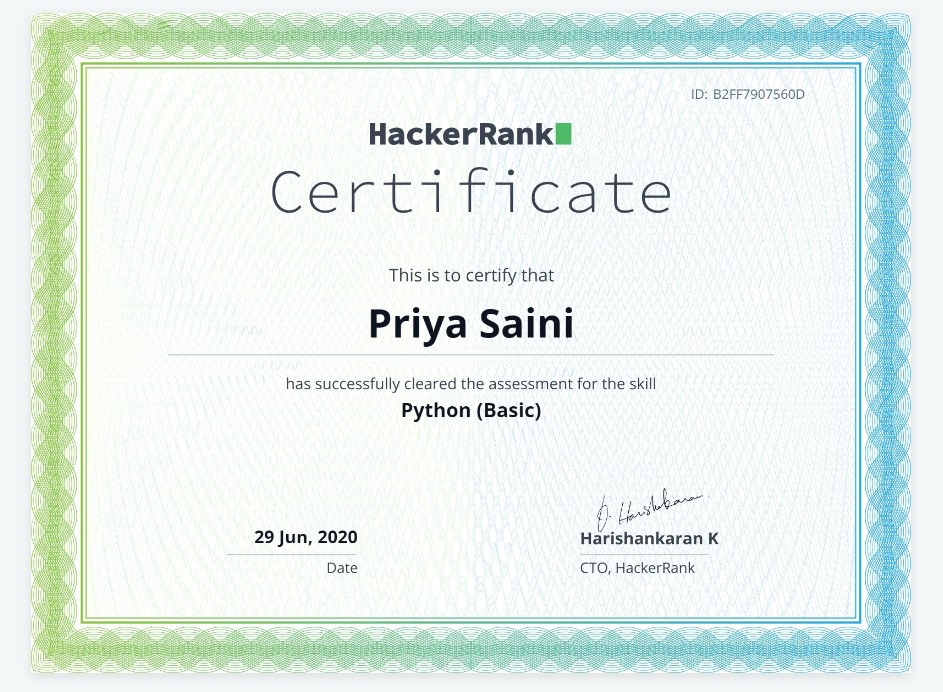 ID: B2FF7907560D
HackerRank
Certificate
This is to certify that
Priya Saini
has successfully cleared the assessment for the skill
Python (Basic)
29 Jun, 2020
Date
Harishankaran K
CTO, HackerRank